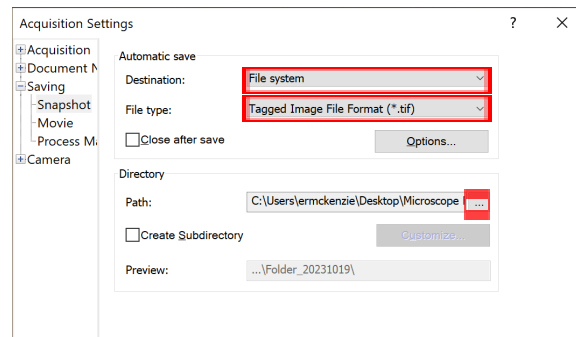 Acquisition Settings
? ×
Acquisition
Document N
Saving
Snapshot
Movie
Process Ma
Camera
Automatic save
Destination: File system
File type: Tagged Image File Format (*.tif)
Close after save Options...
Directory
Path: C:\Users\ermckenzie\Desktop\Microscope ...
Create Subdirectory Customize...
Preview: ...\Folder_20231019\